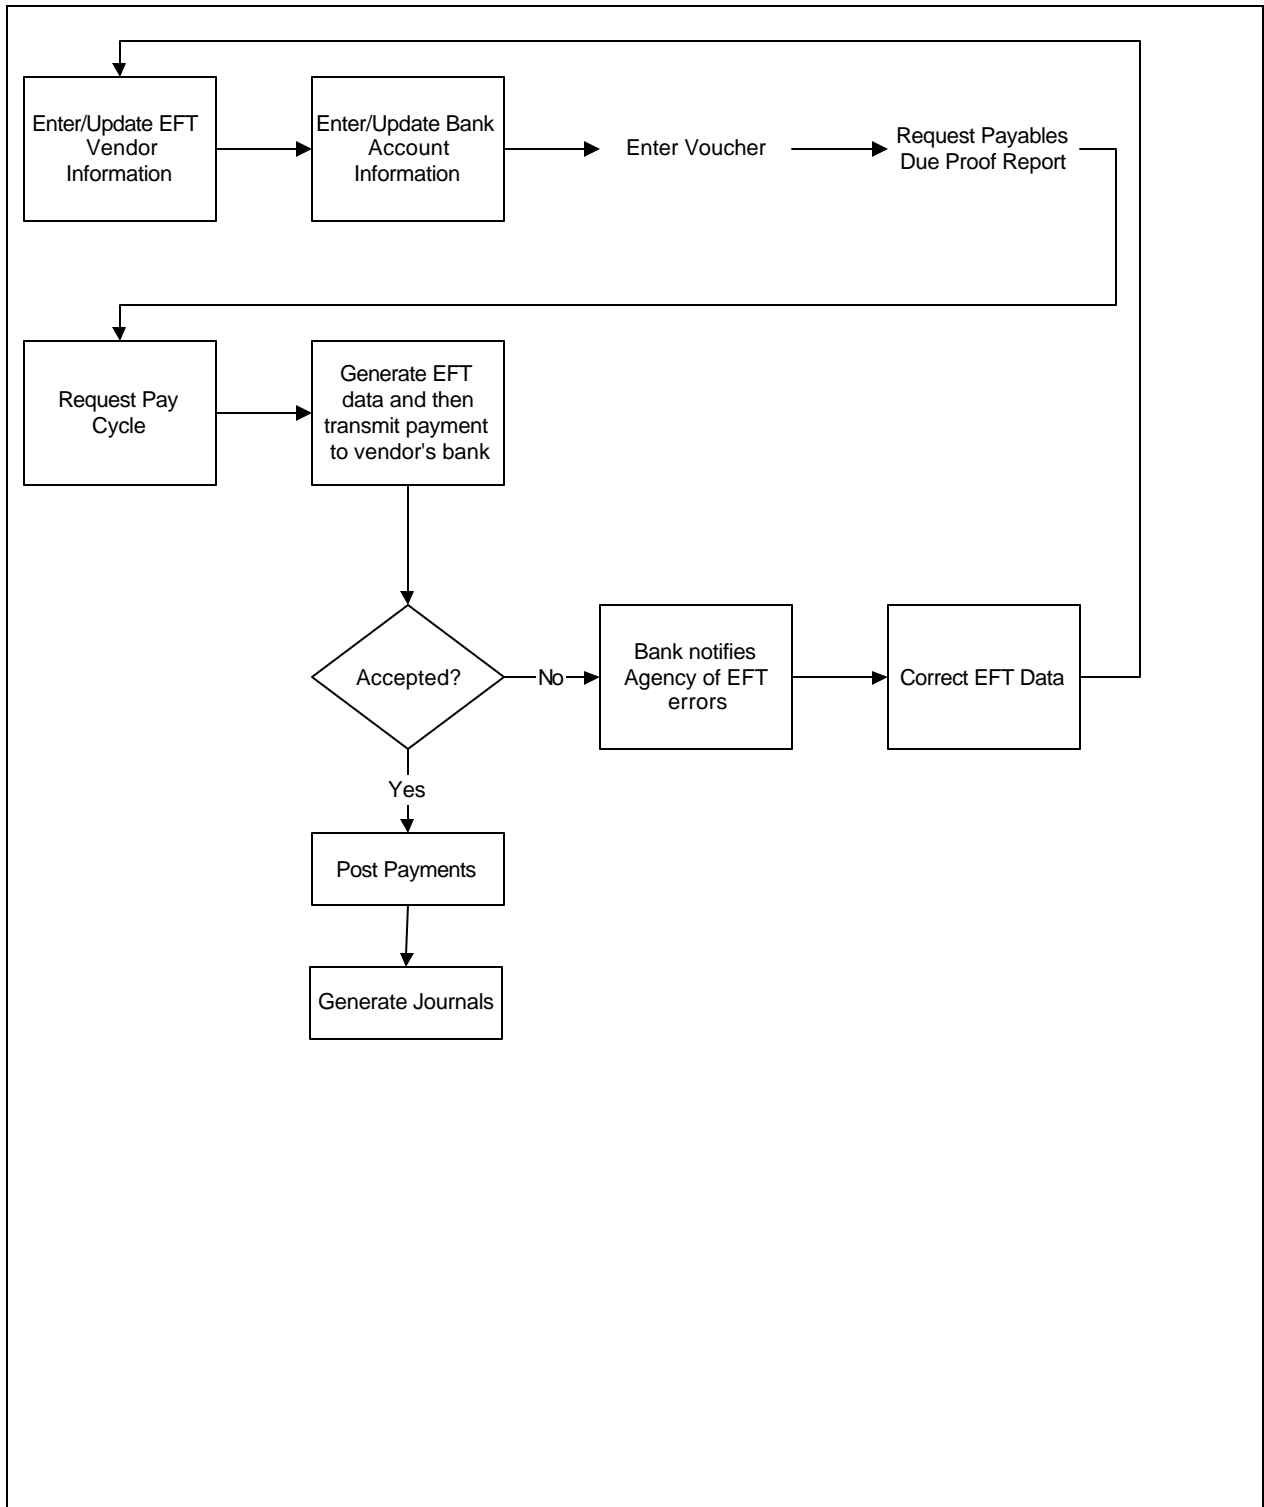 Enter/Update EFT
Vendor
Information
Enter/Update Bank
Account
Information
Enter Voucher
Request Payables
Due Proof Report
Request Pay
Cycle
Generate EFT
data and then
transmit payment
to vendor's bank
Accepted?
No
Bank notifies
Agency of EFT
errors
Correct EFT Data
Yes
Post Payments
Generate Journals